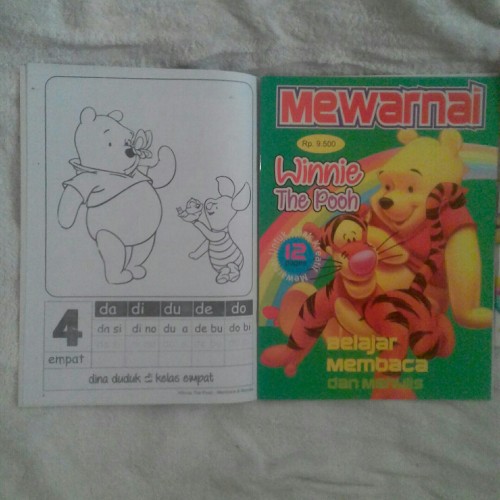 4
empat
da di du de do
da si di no du a de bu do bi
dina duduk di kelas empat
Mewarnai
Rp. 9.500
Winnie
The Pooh
12
Belajar
Membaca
dan Menulis